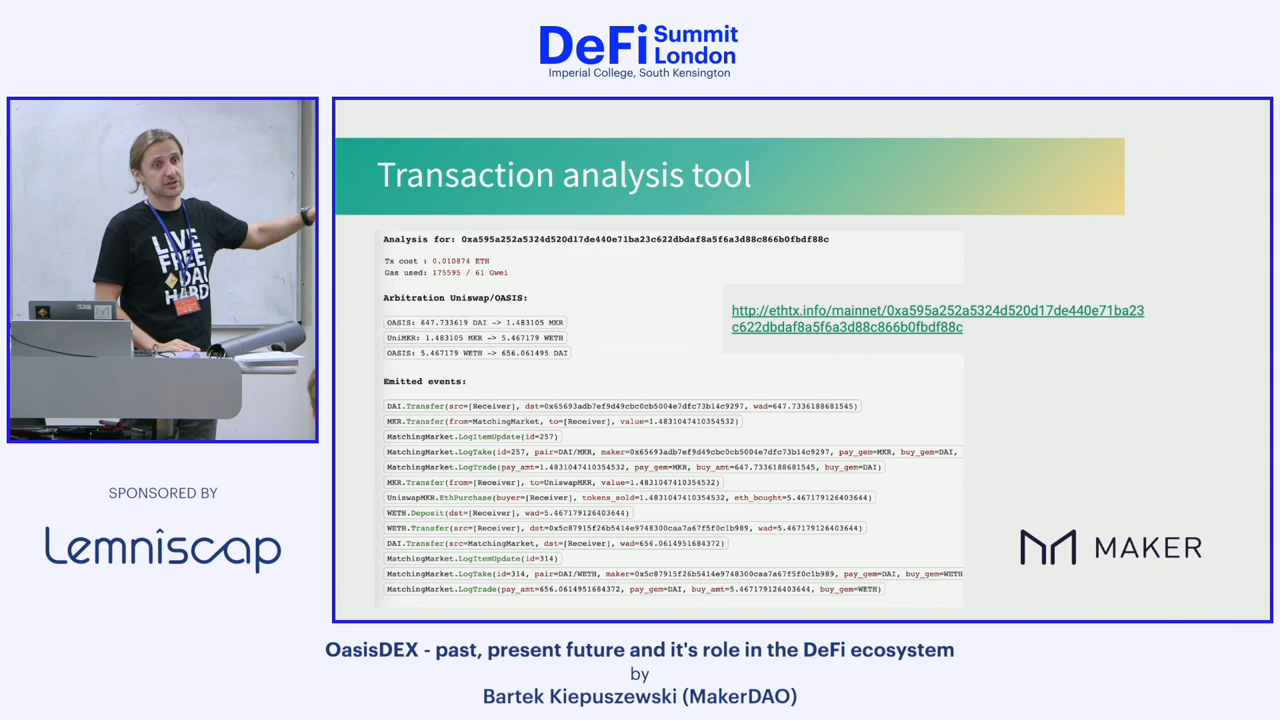 DeFi Summit
London
Imperial College, South Kensington
LIVE
FREE
DAI
HARD
Transaction analysis tool
Analysis for: 0xa595a252a5324d520d17de440e71ba23c622dbdaf8a5f6a3d88c866b0fbdf88c
Tx cost : 0.010874 ETH
Gas used: 175595 / 61 Gwei
Arbitration Uniswap/OASIS:
OASIS: 647.733619 DAI -> 1.483105 MKR
UniMKR: 1.483105 MKR -> 5.467179 WETH
OASIS: 5.467179 WETH -> 656.061495 DAI
http://ethtx.info/mainnet/0xa595a252a5324d520d17de440e71ba23
c622dbdaf8a5f6a3d88c866b0fbdf88c
Emitted events:
DAI.Transfer(src=[Receiver], dst=0x65693adb7ef9d49cbc0cb5004e7dfc73b14c9297, wad=647.7336188681545)
MKR.Transfer(from=MatchingMarket, to=[Receiver], value=1.4831047410354532)
MatchingMarket.LogItemUpdate(id=257)
MatchingMarket.LogTake(id=257, pair=DAI/MKR, maker=0x65693adb7ef9d49cbc0cb5004e7dfc73b14c9297, pay_gem=MKR, buy_gem=DAI,
MatchingMarket.LogTrade(pay_amt=1.4831047410354532, pay_gem=MKR, buy_amt=647.7336188681545, buy_gem=DAI)
MKR.Transfer(from=[Receiver], to=UniswapMKR, value=1.4831047410354532)
UniswapMKR.EthPurchase(buyer=[Receiver], tokens_sold=1.4831047410354532, eth_bought=5.467179126403644)
WETH.Deposit(dst=[Receiver], wad=5.467179126403644)
WETH.Transfer(src=[Receiver], dst=0x5c87915f26b5414e9748300caa7a67f5f0c1b989, wad=5.467179126403644)
DAI.Transfer(src=MatchingMarket, dst=[Receiver], wad=656.0614951684372)
MatchingMarket.LogItemUpdate(id=314)
MatchingMarket.LogTake(id=314, pair=DAI/WETH, maker=0x5c87915f26b5414e9748300caa7a67f5f0c1b989, pay_gem=DAI, buy_gem=WETH
MatchingMarket.LogTrade(pay_amt=656.0614951684372, pay_gem=DAI, buy_amt=5.467179126403644, buy_gem=WETH)
MAKER
SPONSORED BY
Lemniscap
OasisDEX - past, present future and it's role in the DeFi ecosystem
by
Bartek Kiepuszewski (MakerDAO)